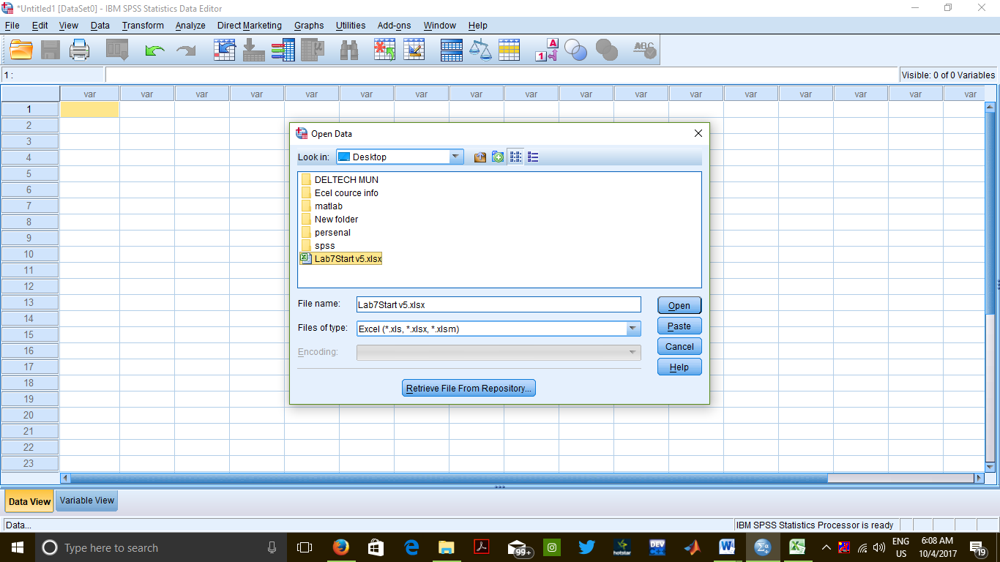 *Untitled1 [DataSet0] - IBM SPSS Statistics Data Editor
File Edit View Data Transform Analyze Direct Marketing Graphs Utilities Add-ons Window Help
1 A
ABC
1 :
Visible: 0 of 0 Variables
var var var var var var var var var var var var var var var var var
1
2
3
4
5
6
7
8
9
10
11
12
13
14
15
16
17
18
19
20
21
22
23
Open Data
Look in: Desktop
DELTECH MUN
Ecel cource info
matlab
New folder
persenal
spss
Lab7Start v5.xlsx
File name: Lab7Start v5.xlsx
Files of type: Excel (*.xls, *.xlsx, *.xlsm)
Encoding:
Open
Paste
Cancel
Help
Retrieve File From Repository...
Data View Variable View
Data...
IBM SPSS Statistics Processor is ready
Type here to search
99+
hotstar
DEV
ENG
US
6:08 AM
10/4/2017
19